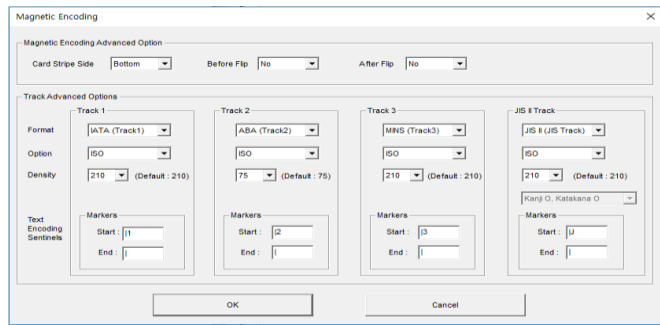 Magnetic Encoding
Magnetic Encoding Advanced Option
Card Stripe Side Bottom Before Flip No After Flip No
Track Advanced Options
Track 1 Track 2 Track 3 JIS II Track
Format IATA (Track1) ABA (Track2) MINS (Track3) JIS II (JIS Track)
Option ISO ISO ISO ISO
Density 210 (Default : 210) 75 (Default : 75) 210 (Default : 210) 210 (Default : 210)
Kanji O, Katakana O
Text Encoding Sentinels
Markers Markers Markers Markers
Start : |1 Start : |2 Start : |3 Start : |J
End : | End : | End : | End : |
OK Cancel